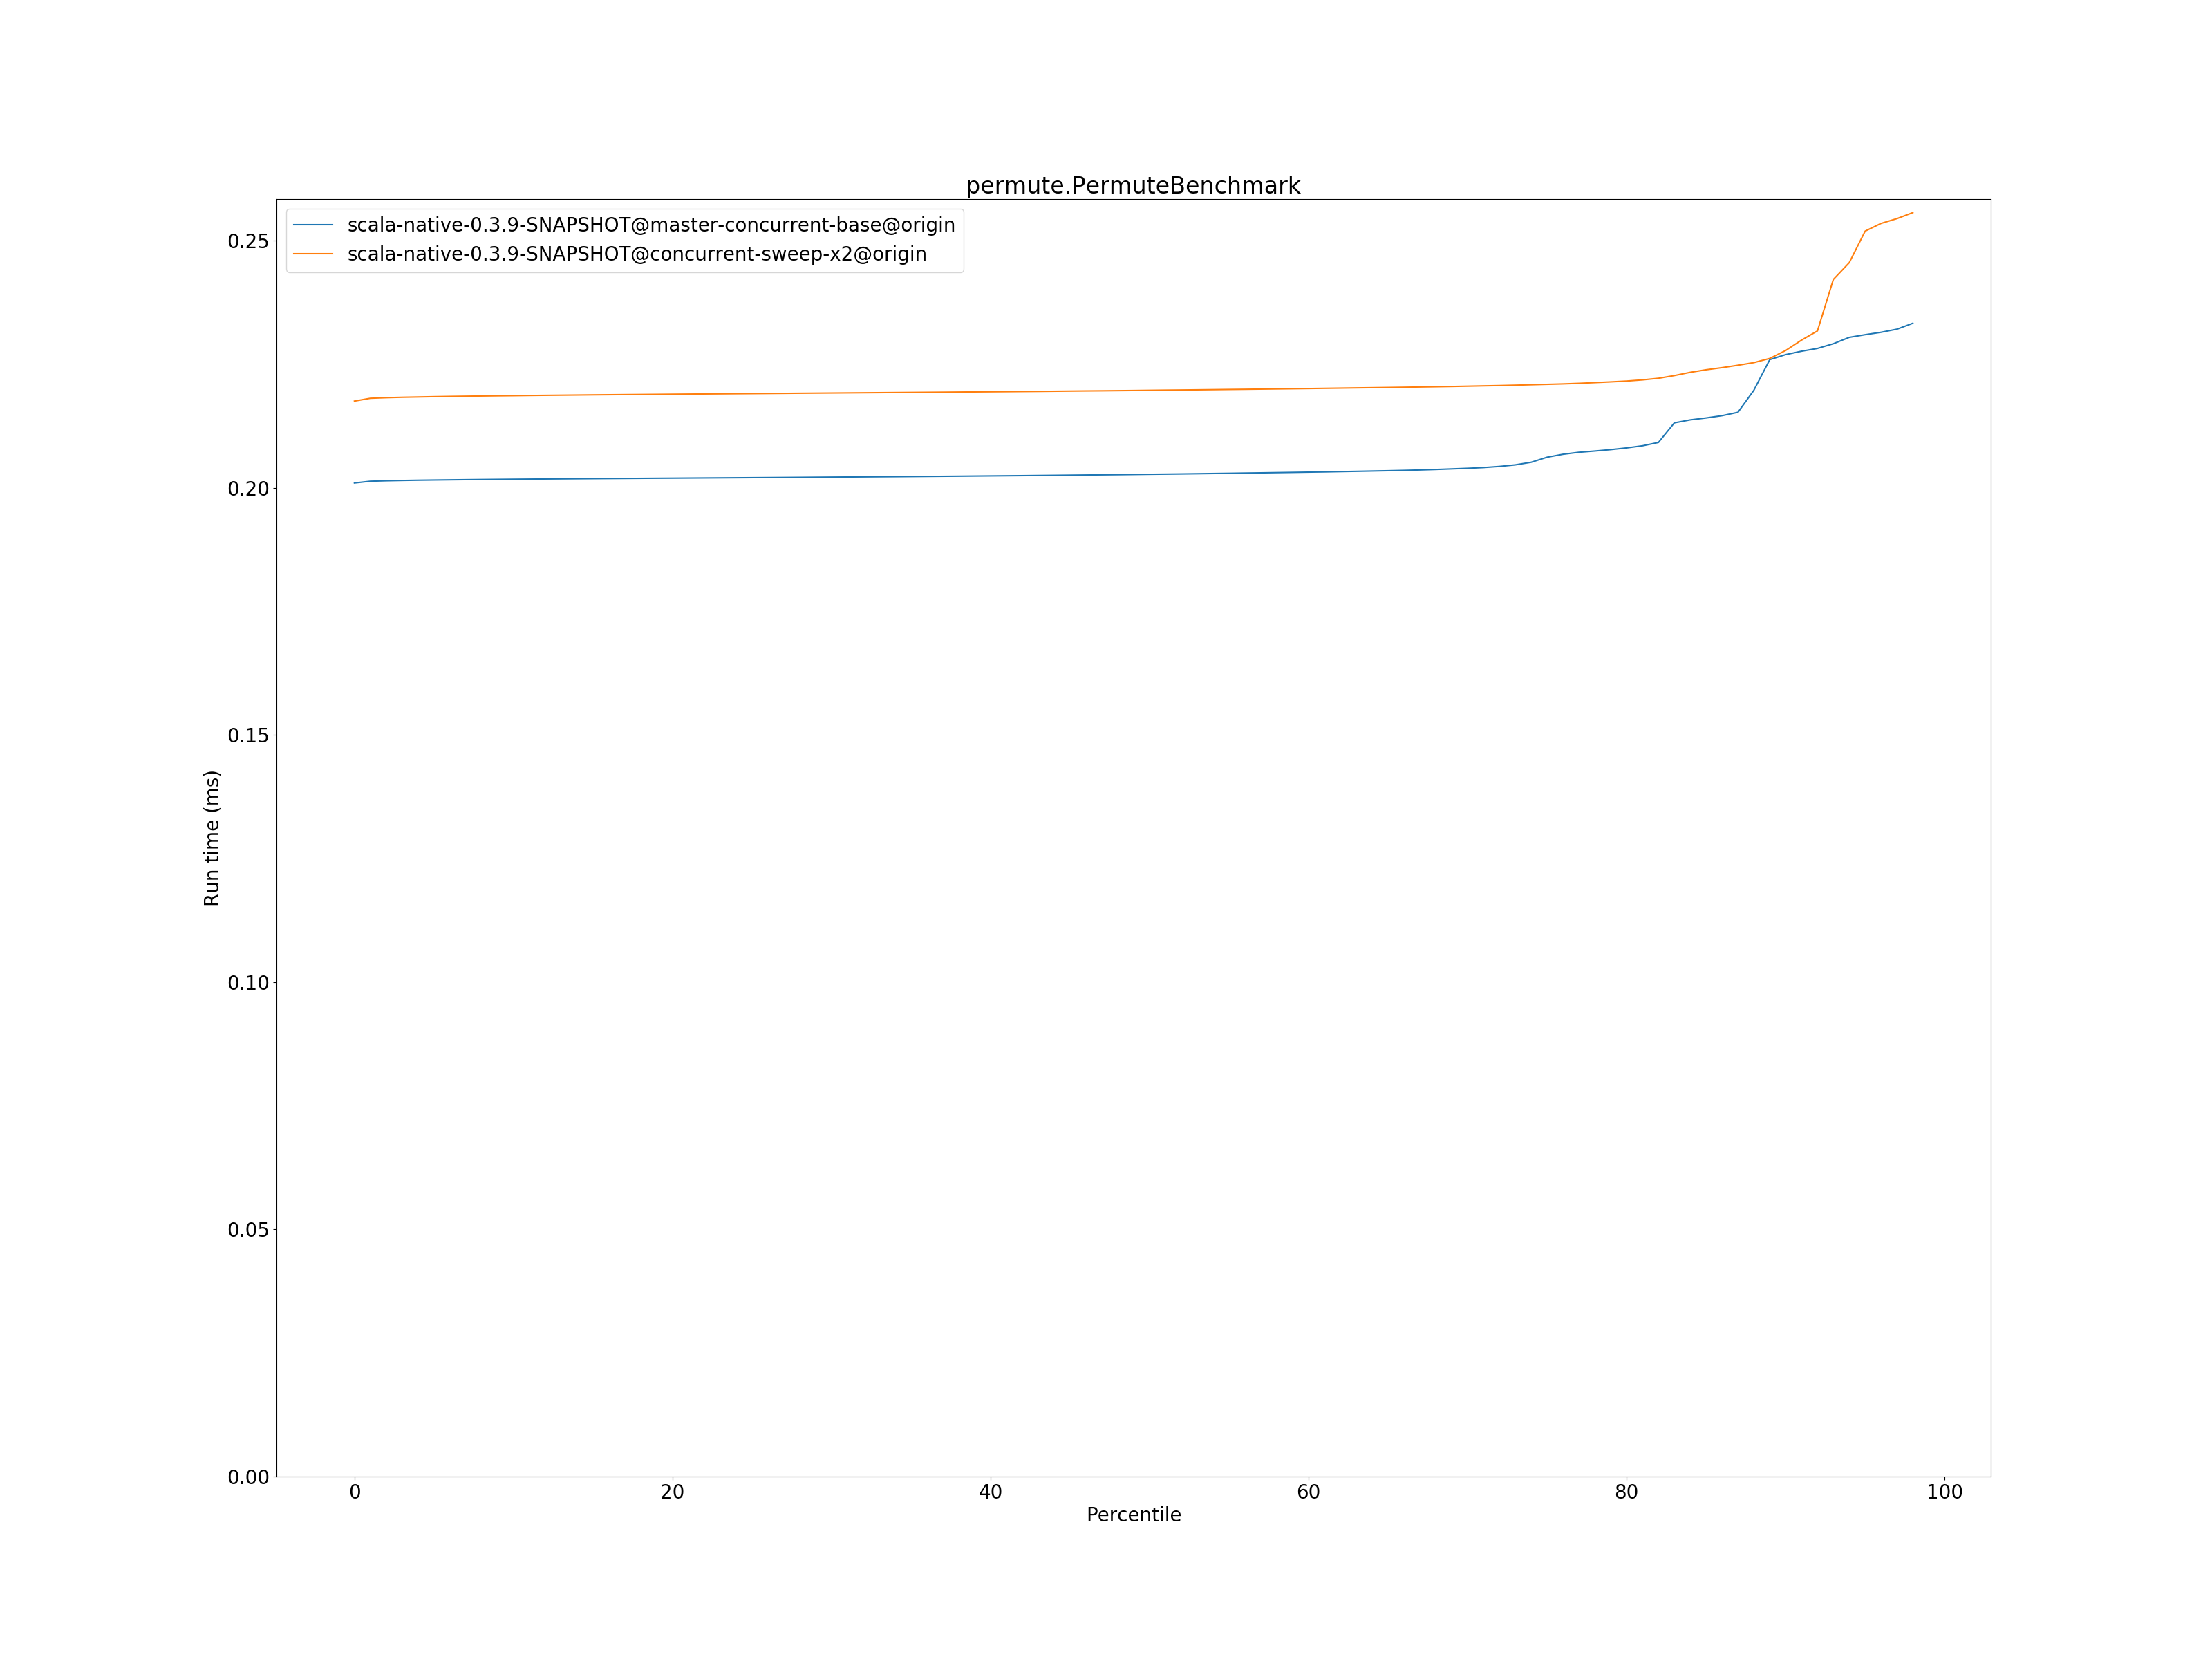 permute.PermuteBenchmark
scala-native-0.3.9-SNAPSHOT@master-concurrent-base@origin
scala-native-0.3.9-SNAPSHOT@concurrent-sweep-x2@origin
0.25
0.20
0.15
0.10
0.05
0.00
Run time (ms)
0 20 40 60 80 100
Percentile